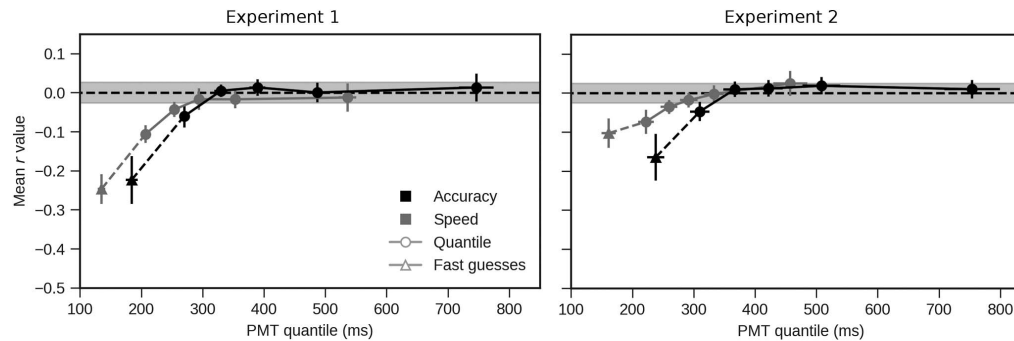 Experiment 1
Experiment 2
Mean r value
0.1
0.0
−0.1
−0.2
−0.3
−0.4
−0.5
Accuracy
Speed
Quantile
Fast guesses
100 200 300 400 500 600 700 800
100 200 300 400 500 600 700 800
PMT quantile (ms)
PMT quantile (ms)